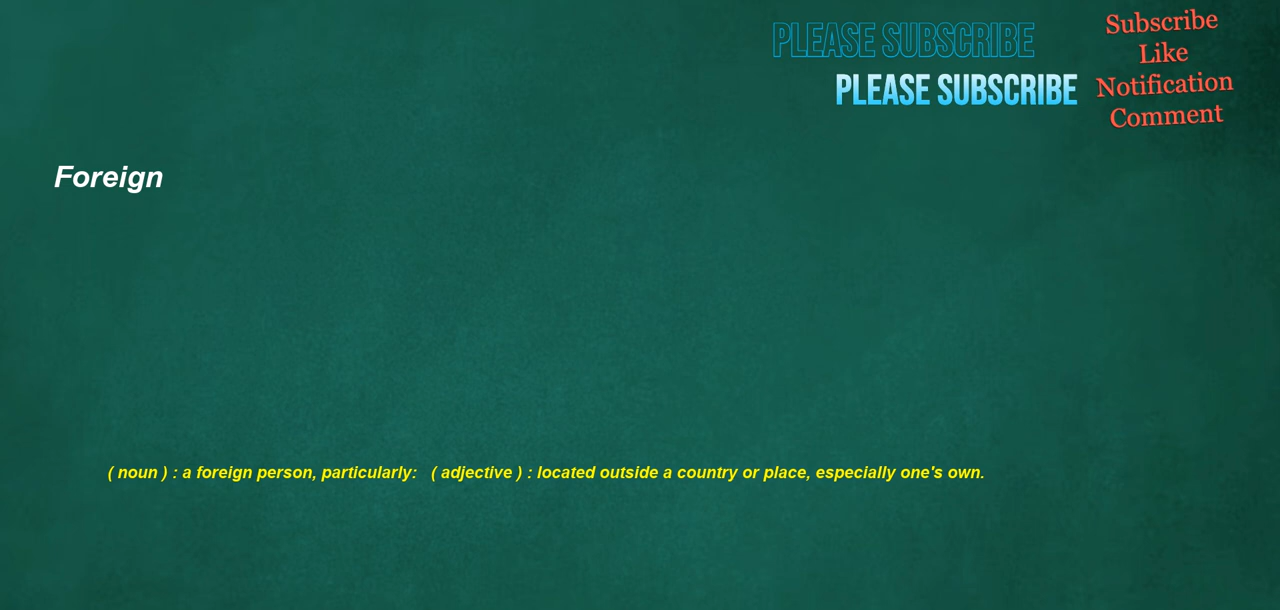 PLEASE SUBSCRIBE
PLEASE SUBSCRIBE
Subscribe
Like
Notification
Comment
Foreign
( noun ) : a foreign person, particularly:   ( adjective ) : located outside a country or place, especially one's own.